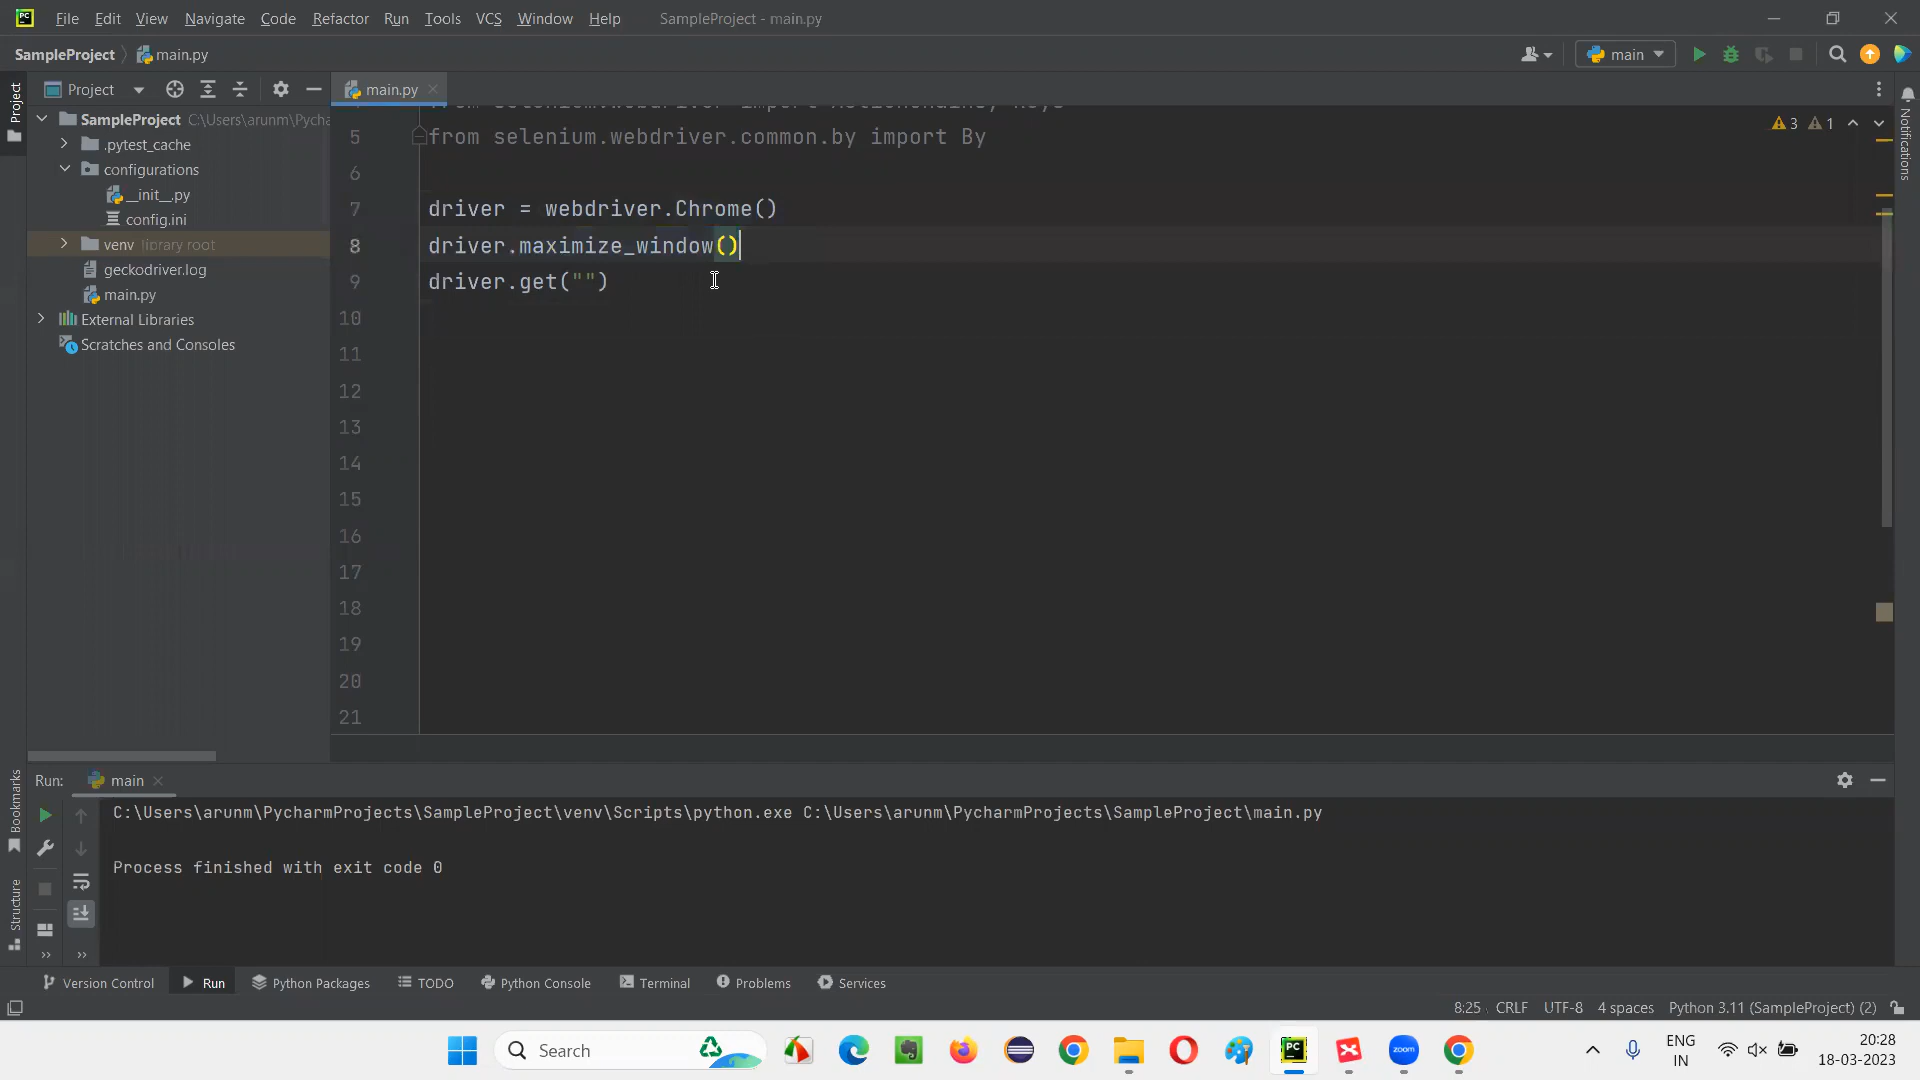 File Edit View Navigate Code Refactor Run Tools VCS Window Help SampleProject - main.py
SampleProject main.py
main
Project
main.py
SampleProject C:\Users\arunm\Pycha
.pytest_cache
configurations
__init__.py
config.ini
venv library root
geckodriver.log
main.py
External Libraries
Scratches and Consoles
Project
Bookmarks
Structure
Notifications
3 1
5 from selenium.webdriver.common.by import By
6
7 driver = webdriver.Chrome()
8 driver.maximize_window()
9 driver.get("")
10
11
12
13
14
15
16
17
18
19
20
21
Run: main
C:\Users\arunm\PycharmProjects\SampleProject\venv\Scripts\python.exe C:\Users\arunm\PycharmProjects\SampleProject\main.py
Process finished with exit code 0
Version Control Run Python Packages TODO Python Console Terminal Problems Services
8:25 CRLF UTF-8 4 spaces Python 3.11 (SampleProject) (2)
Search
PC
zoom
ENG
IN
20:28
18-03-2023